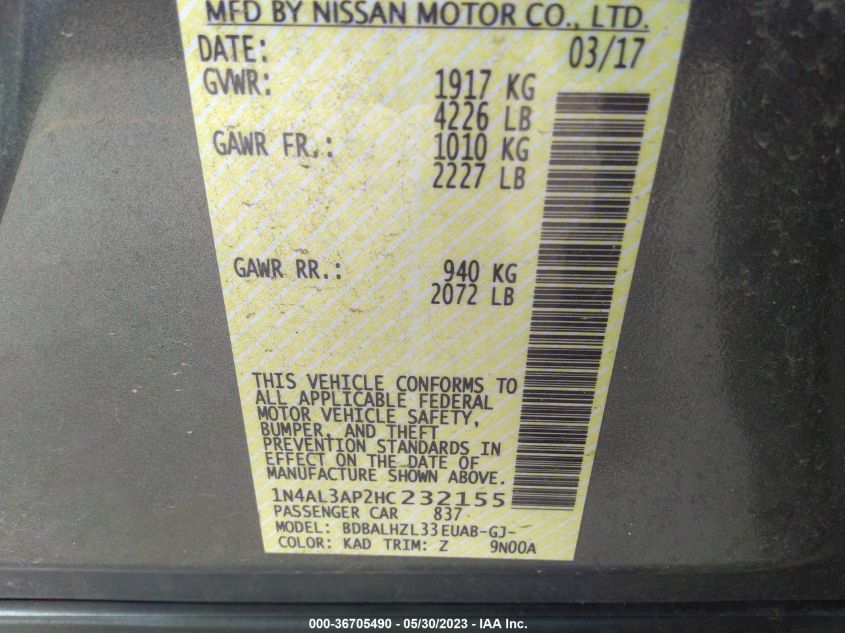 MFD BY NISSAN MOTOR CO., LTD.
DATE: 03/17
GVWR: 1917 KG
4226 LB
GAWR FR.: 1010 KG
2227 LB
GAWR RR.: 940 KG
2072 LB
THIS VEHICLE CONFORMS TO
ALL APPLICABLE FEDERAL
MOTOR VEHICLE SAFETY,
BUMPER, AND THEFT
PREVENTION STANDARDS IN
EFFECT ON THE DATE OF
MANUFACTURE SHOWN ABOVE.
1N4AL3AP2HC232155
PASSENGER CAR 837
MODEL: BDBALHZL33EUAB-GJ-
COLOR: KAD TRIM: Z 9N00A
000-36705490 - 05/30/2023 - IAA Inc.